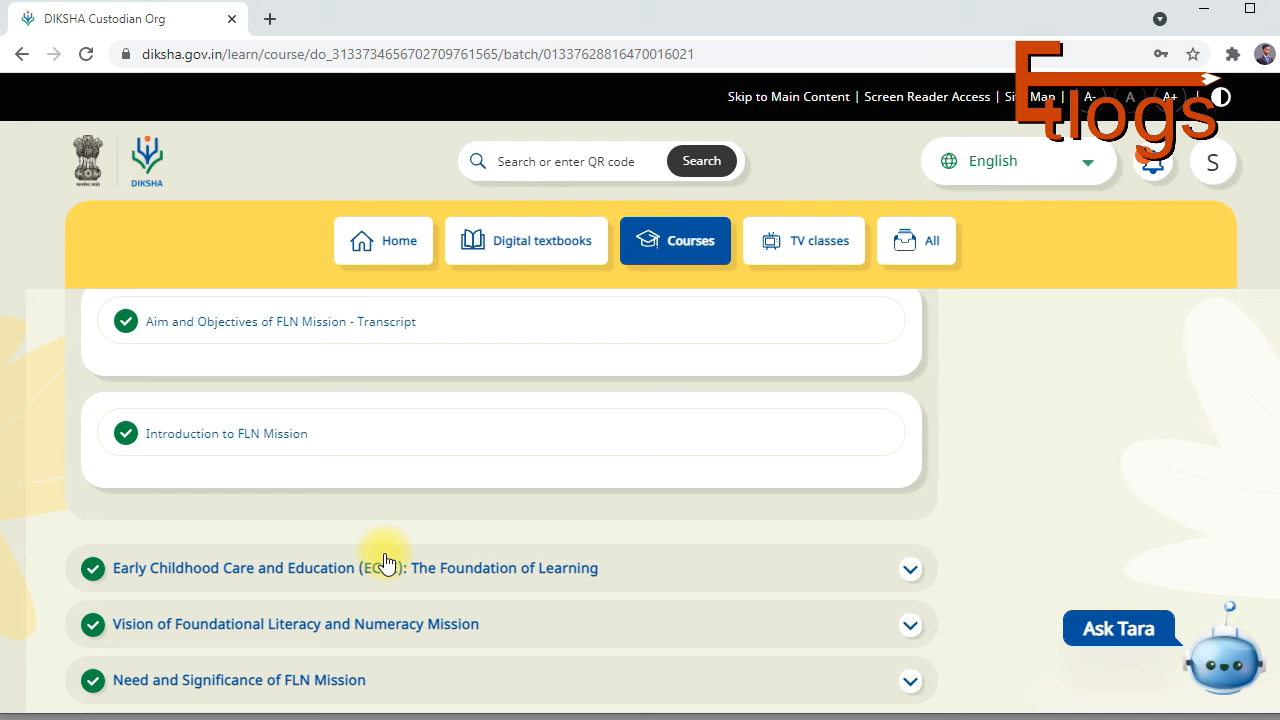 DIKSHA Custodian Org
diksha.gov.in/learn/course/do_31337346567027097615​65/batch/01337628816470016021
Skip to Main Content | Screen Reader Access | Site Map | A- A A+ |
Etlogs
DIKSHA
Search or enter QR code
Search
English
S
Home
Digital textbooks
Courses
TV classes
All
Aim and Objectives of FLN Mission - Transcript
Introduction to FLN Mission
Early Childhood Care and Education (ECCE): The Foundation of Learning
Vision of Foundational Literacy and Numeracy Mission
Need and Significance of FLN Mission
Ask Tara